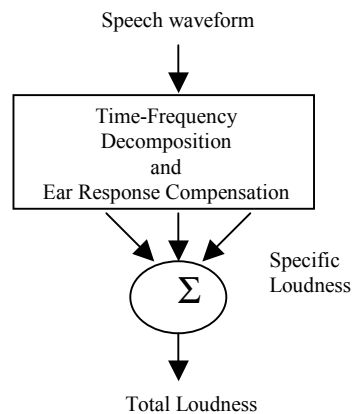 Speech waveform
Time-Frequency
Decomposition
and
Ear Response Compensation
Σ
Specific
Loudness
Total Loudness